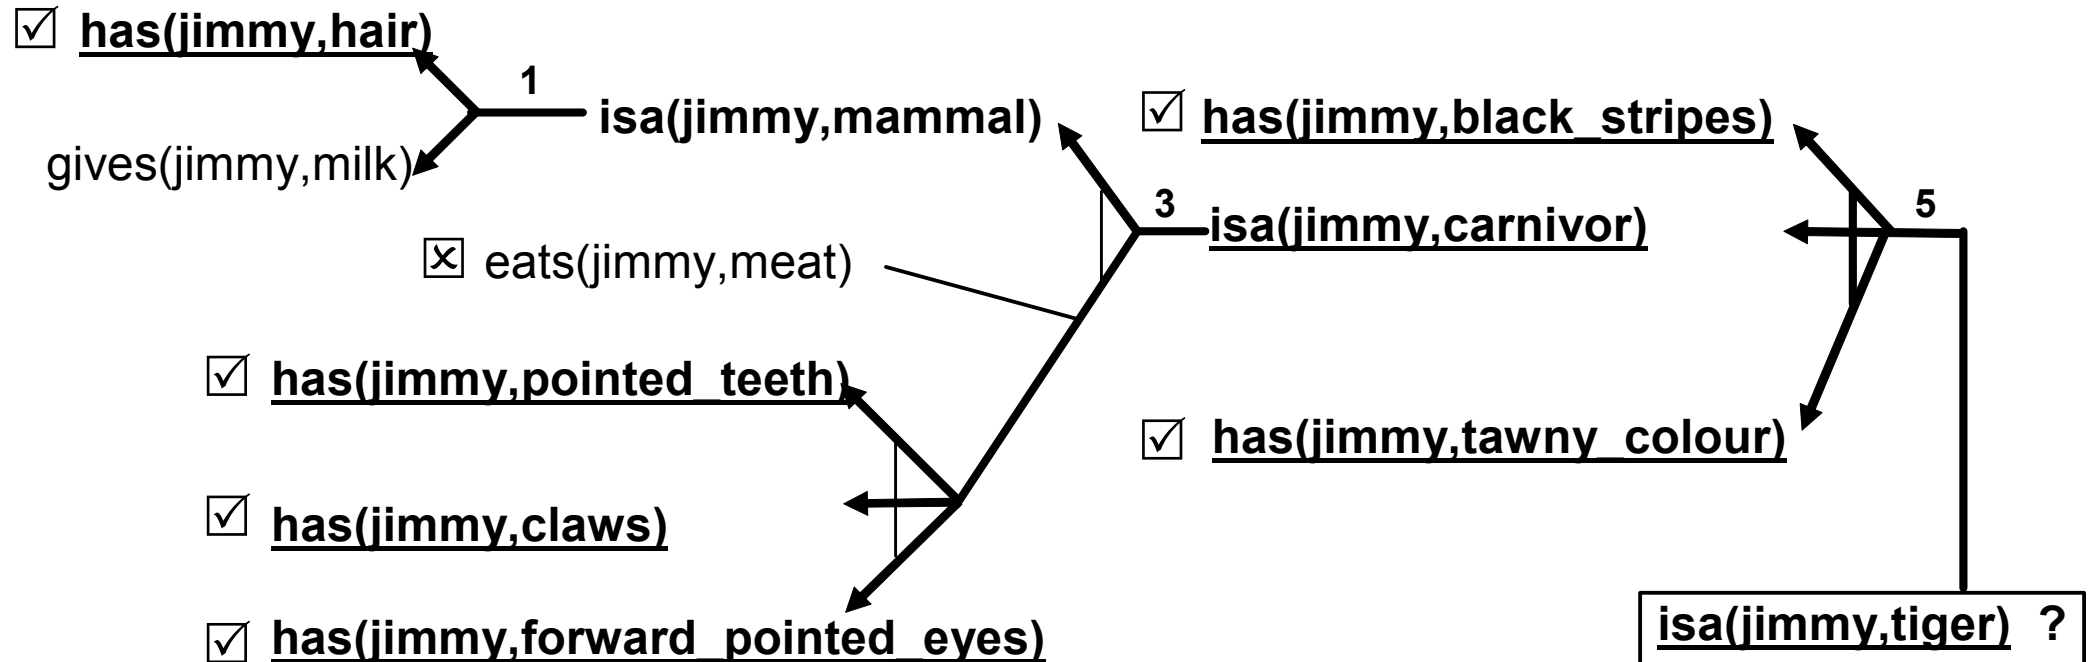 ☑ has(jimmy,hair)
1
isa(jimmy,mammal)
☑ has(jimmy,black_stripes)
gives(jimmy,milk)
3
isa(jimmy,carnivor)
5
☒ eats(jimmy,meat)
☑ has(jimmy,pointed_teeth)
☑ has(jimmy,tawny_colour)
☑ has(jimmy,claws)
☑ has(jimmy,forward_pointed_eyes)
isa(jimmy,tiger) ?